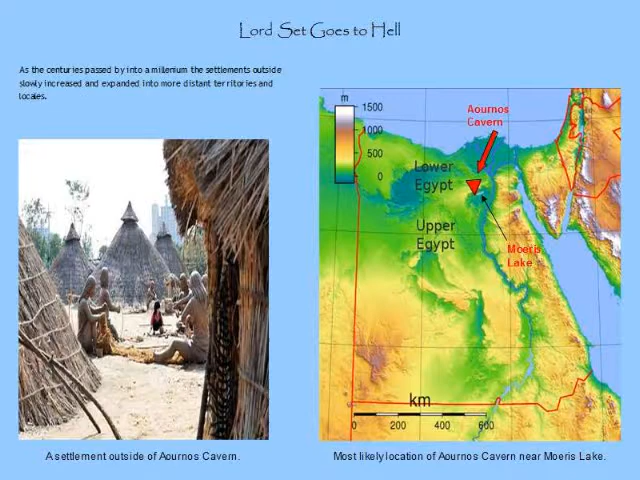 Lord Set Goes to Hell
As the centuries passed by into a millenium the settlements outside
slowly increased and expanded into more distant ter ritories and
locales.
m
1500
1000
500
0
Aournos
Cavern
Lower
Egypt
Upper
Egypt
Moeris
Lake
km
0 200 400 600
A settlement outside of Aournos Cavern.
Most likely location of Aournos Cavern near Moeris Lake.